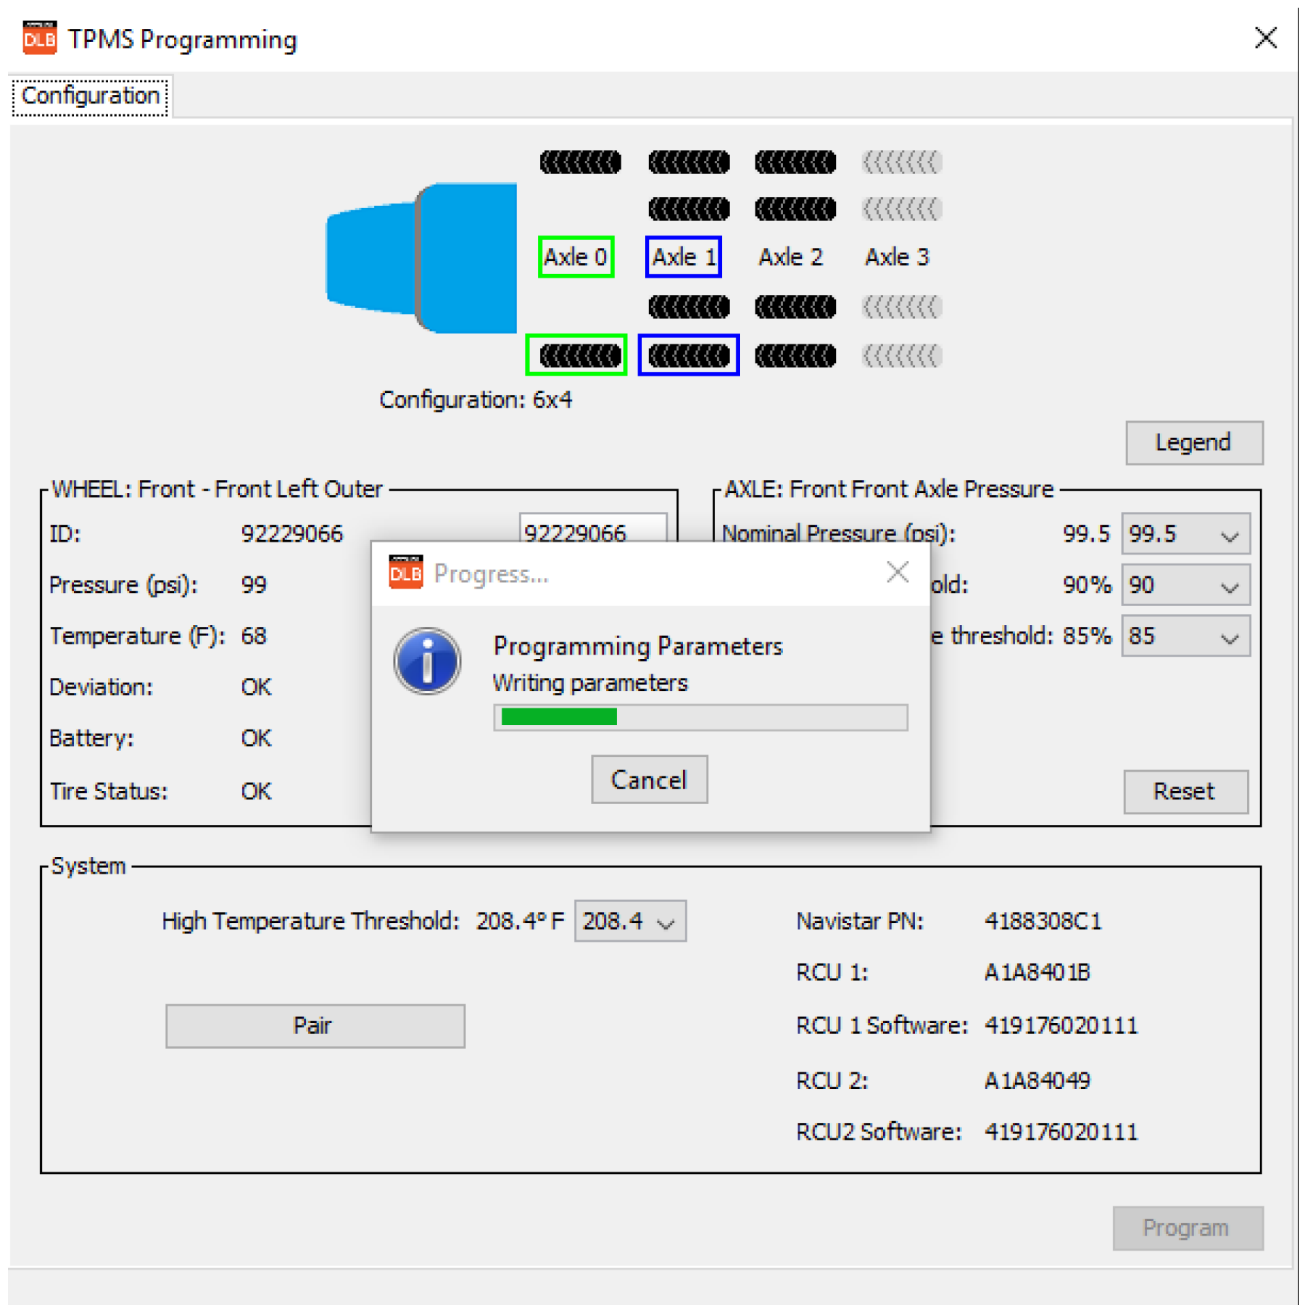 DLB TPMS Programming
Configuration
Axle 0 Axle 1 Axle 2 Axle 3
Configuration: 6x4
Legend
WHEEL: Front - Front Left Outer
ID: 92229066 92229066
Pressure (psi): 99
Temperature (F): 68
Deviation: OK
Battery: OK
Tire Status: OK
AXLE: Front Front Axle Pressure
Nominal Pressure (psi): 99.5 99.5
old: 90% 90
e threshold: 85% 85
Reset
DLB Progress...
Programming Parameters
Writing parameters
Cancel
System
High Temperature Threshold: 208.4° F 208.4
Pair
Navistar PN: 4188308C1
RCU 1: A1A8401B
RCU 1 Software: 419176020111
RCU 2: A1A84049
RCU2 Software: 419176020111
Program